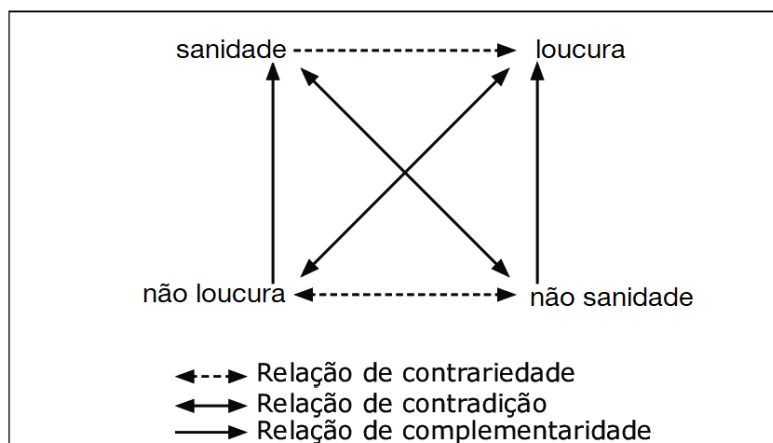 sanidade loucura
não loucura não sanidade
Relação de contrariedade
Relação de contradição
Relação de complementaridade